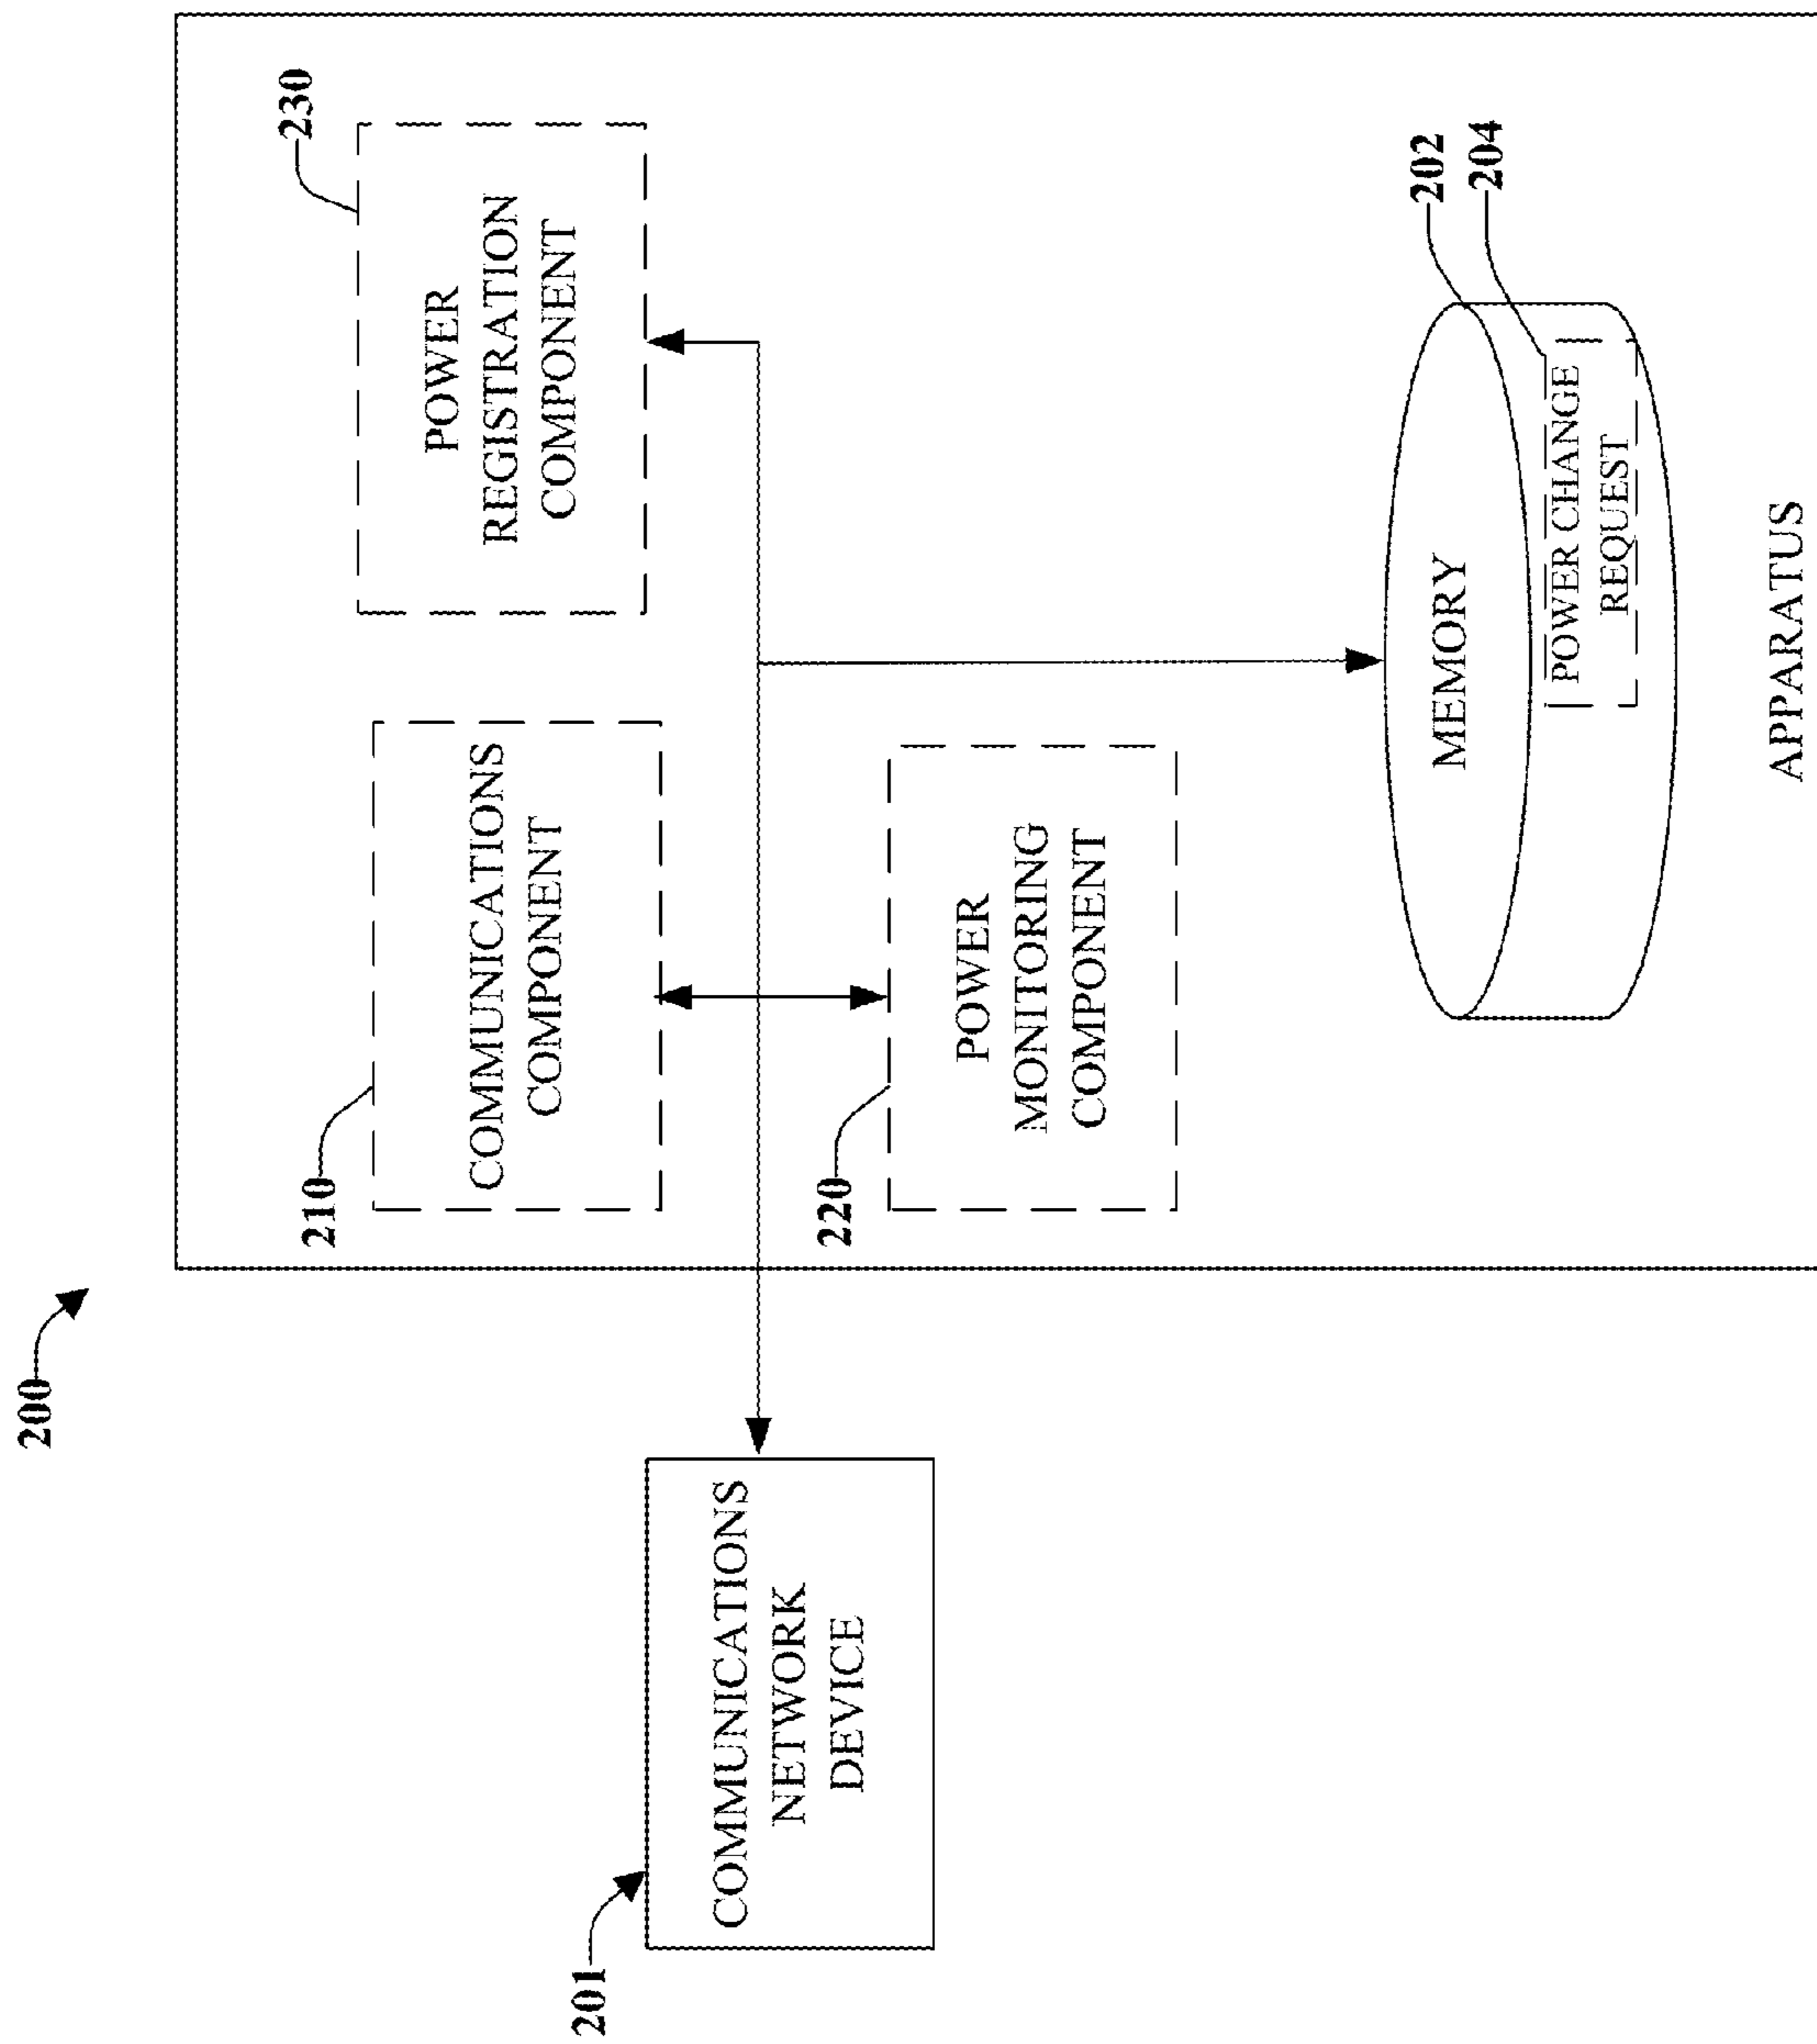 200
201
COMMUNICATIONS
NETWORK
DEVICE
210
COMMUNICATIONS
COMPONENT
230
POWER
REGISTRATION
COMPONENT
220
POWER
MONITORING
COMPONENT
202
204
MEMORY
POWER CHANGE
REQUEST
APPARATUS